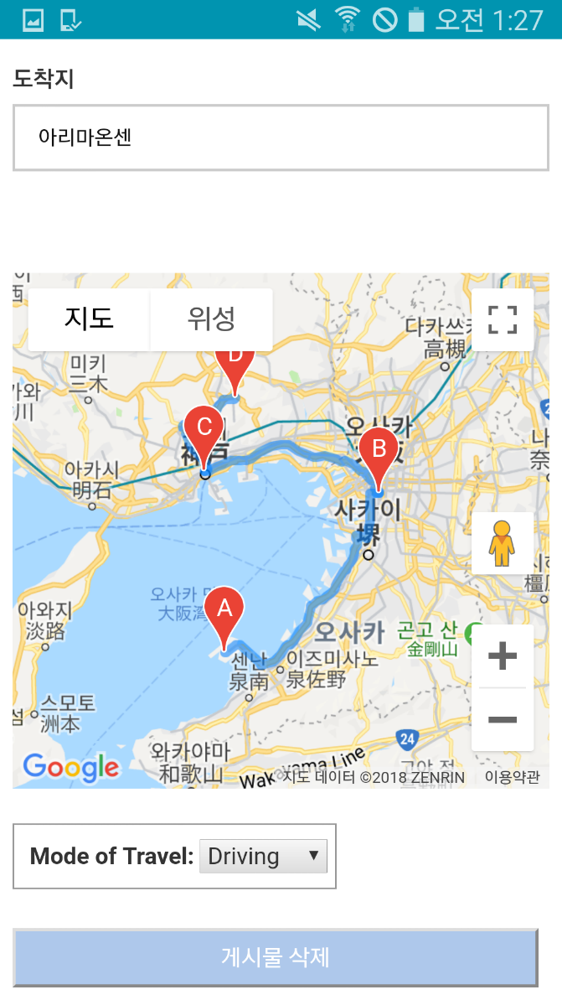 오전 1:27
도착지
아리마온센
지도
위성
다카쓰키
高槻
미키
三木
D
C
B
오사카
아카시
明石
사카이
堺
오사카
大阪湾
A
아와지
淡路
오사카
곤고 산
金剛山
센난
泉南
이즈미사노
泉佐野
스모토
洲本
와카야마
和歌山
24
Wakayama Line
Google
지도 데이터 ©2018 ZENRIN
이용약관
Mode of Travel: Driving
게시물 삭제